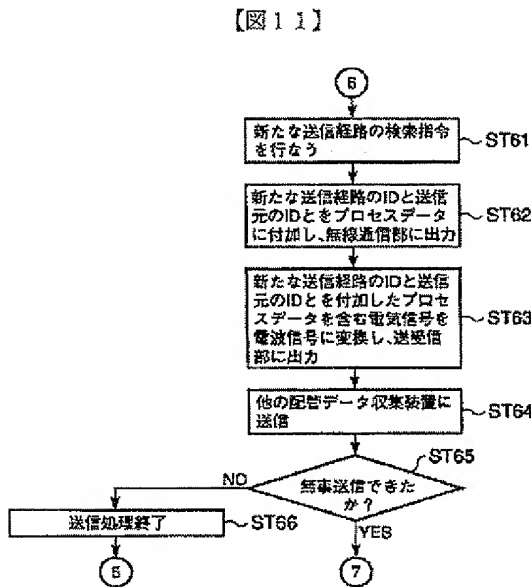 【図11】
6
新たな送信経路の検索指令
を行なう
ST61
新たな送信経路のIDと送信
元のIDとをプロセスデータ
に付加し、無線通信部に出力
ST62
新たな送信経路のIDと送信
元のIDとを付加したプロセ
スデータを含む電気信号を
電波信号に変換し、送受信
部に出力
ST63
他の配管データ収集装置に
送信
ST64
ST65
無事送信できた
か?
NO
YES
送信処理終了
ST66
5
7